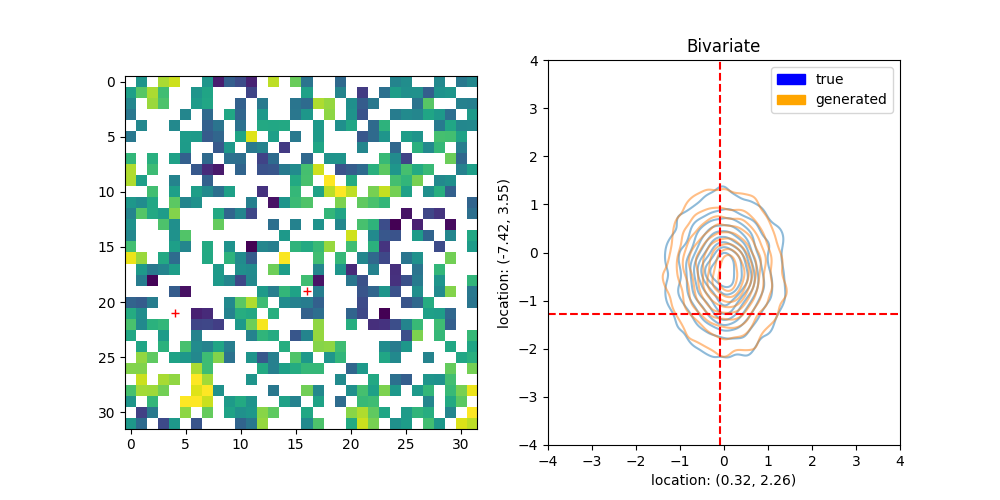 0
5
10
15
20
25
30
0 5 10 15 20 25 30
Bivariate
true
generated
4
3
2
1
0
−1
−2
−3
−4
−4 −3 −2 −1 0 1 2 3 4
location: (-7.42, 3.55)
location: (0.32, 2.26)